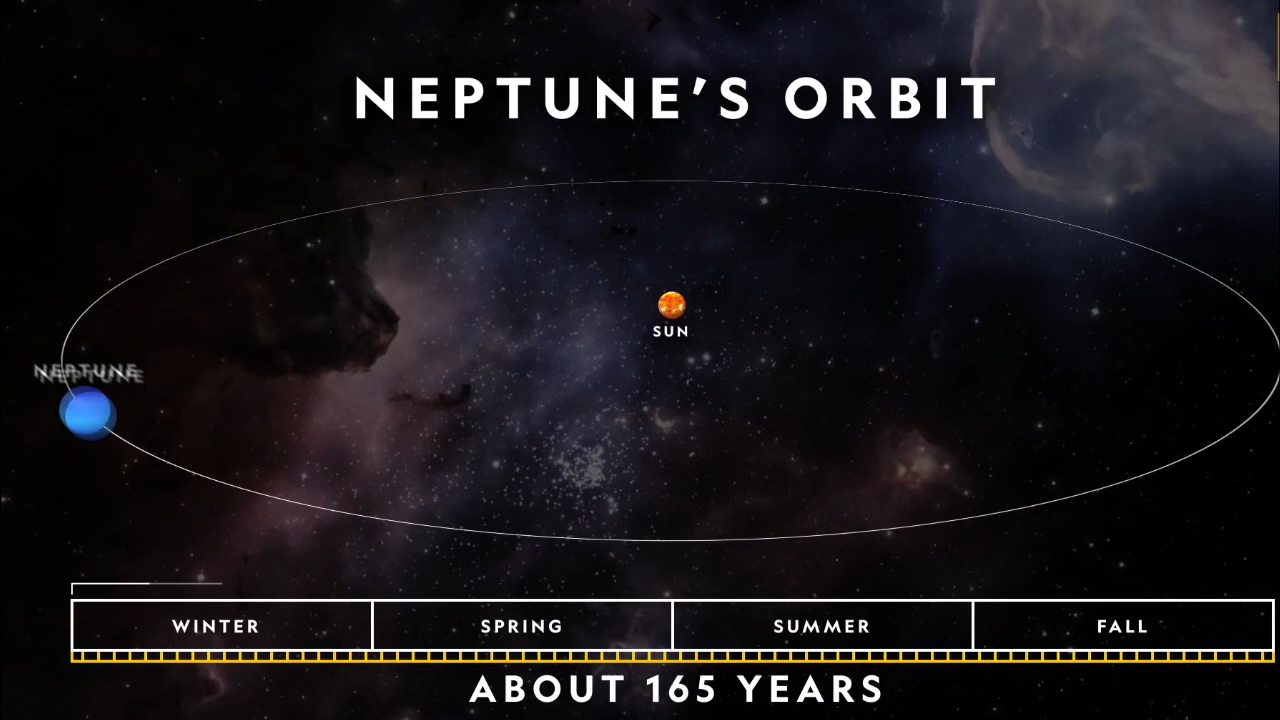 NEPTUNE'S ORBIT
SUN
NEPTUNE
WINTER SPRING SUMMER FALL
ABOUT 165 YEARS